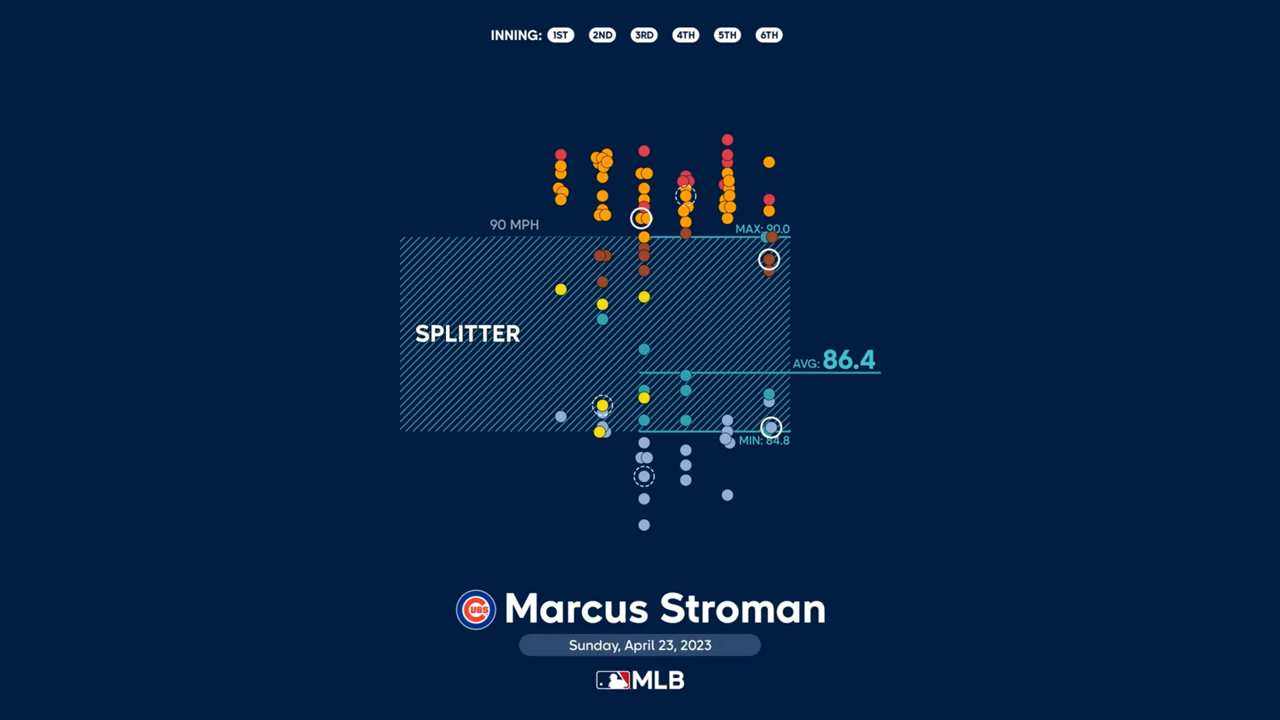 INNING: 1ST 2ND 3RD 4TH 5TH 6TH
90 MPH
MAX: 90.0
SPLITTER
AVG: 86.4
MIN: 84.8
CUBS
Marcus Stroman
Sunday, April 23, 2023
MLB